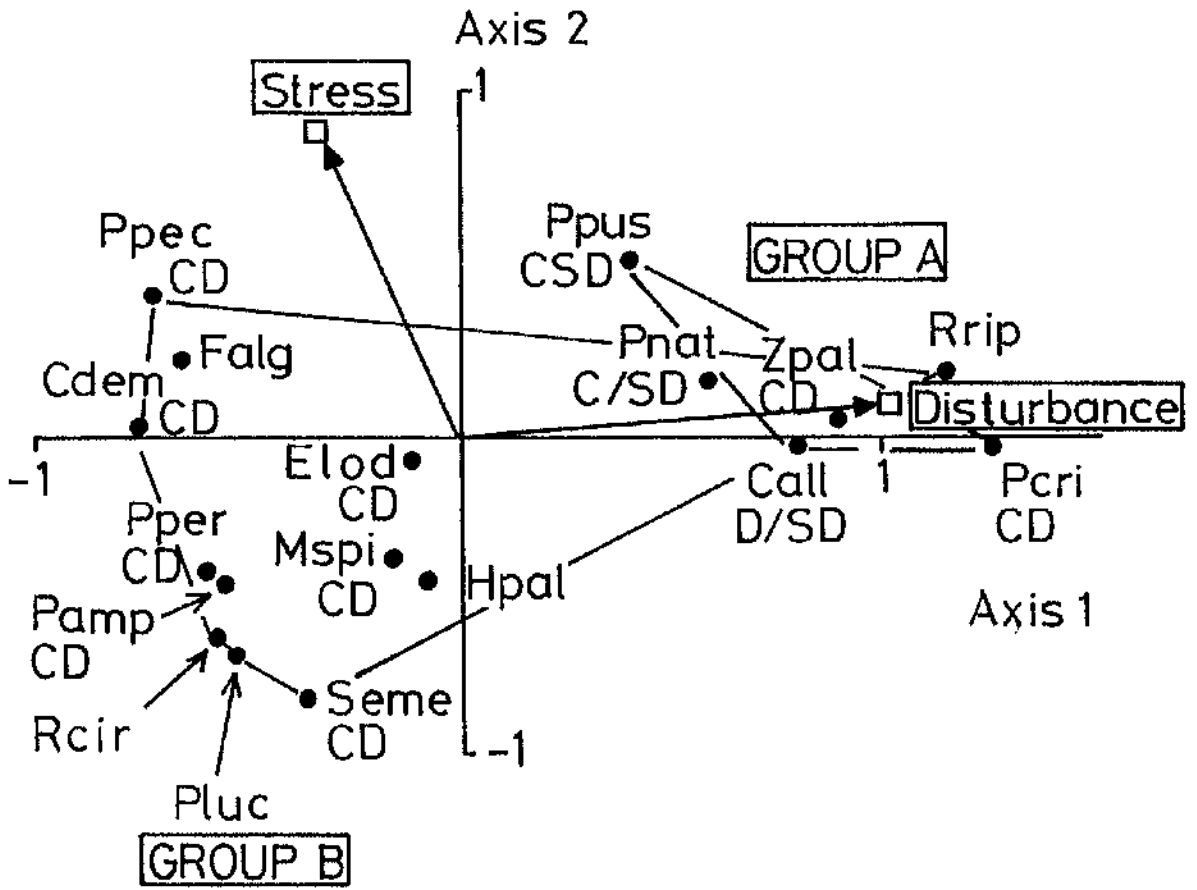 Axis 2
Stress
1
Ppec
CD
Ppus
CSD
GROUP A
Falg
Pnat
C/SD
Zpal
CD
Rrip
Cdem
CD
Disturbance
-1
Elod
CD
1
Call
D/SD
Pcri
CD
Pper
CD
Mspi
CD
Hpal
Axis 1
Pamp
CD
Rcir
Seme
CD
-1
Pluc
GROUP B